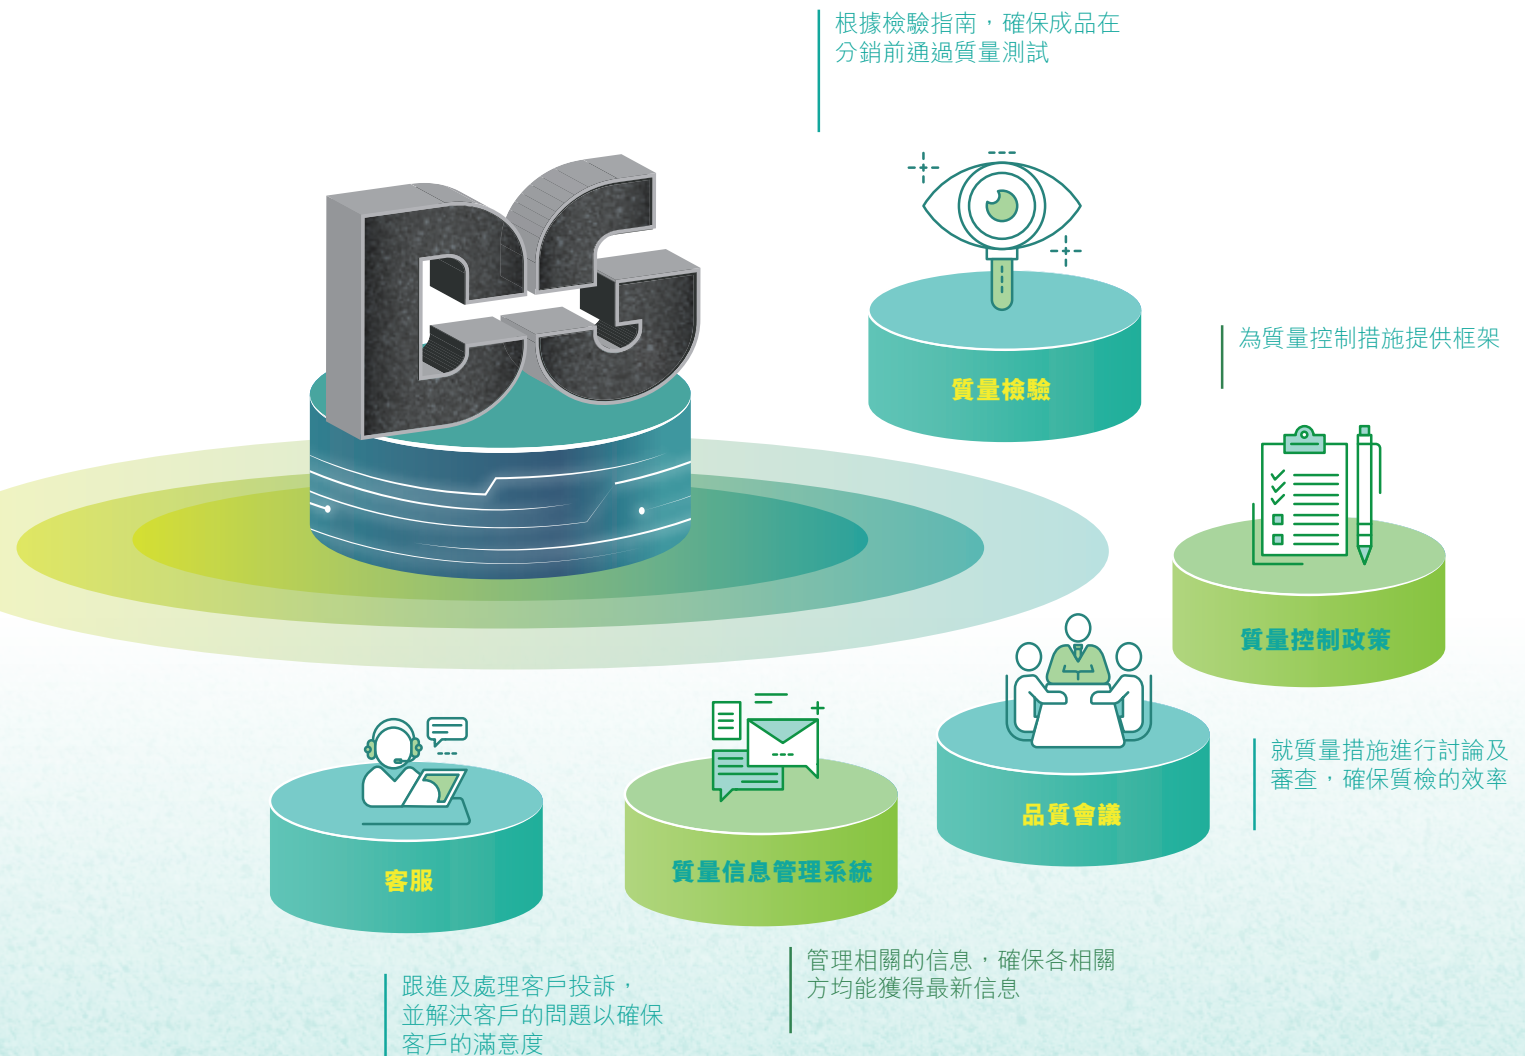 根據檢驗指南，確保成品在
分銷前通過質量測試
DG
質量檢驗
為質量控制措施提供框架
質量控制政策
品質會議
就質量措施進行討論及
審查，確保質檢的效率
質量信息管理系統
管理相關的信息，確保各相關
方均能獲得最新信息
客服
跟進及處理客戶投訴，
並解決客戶的問題以確保
客戶的滿意度